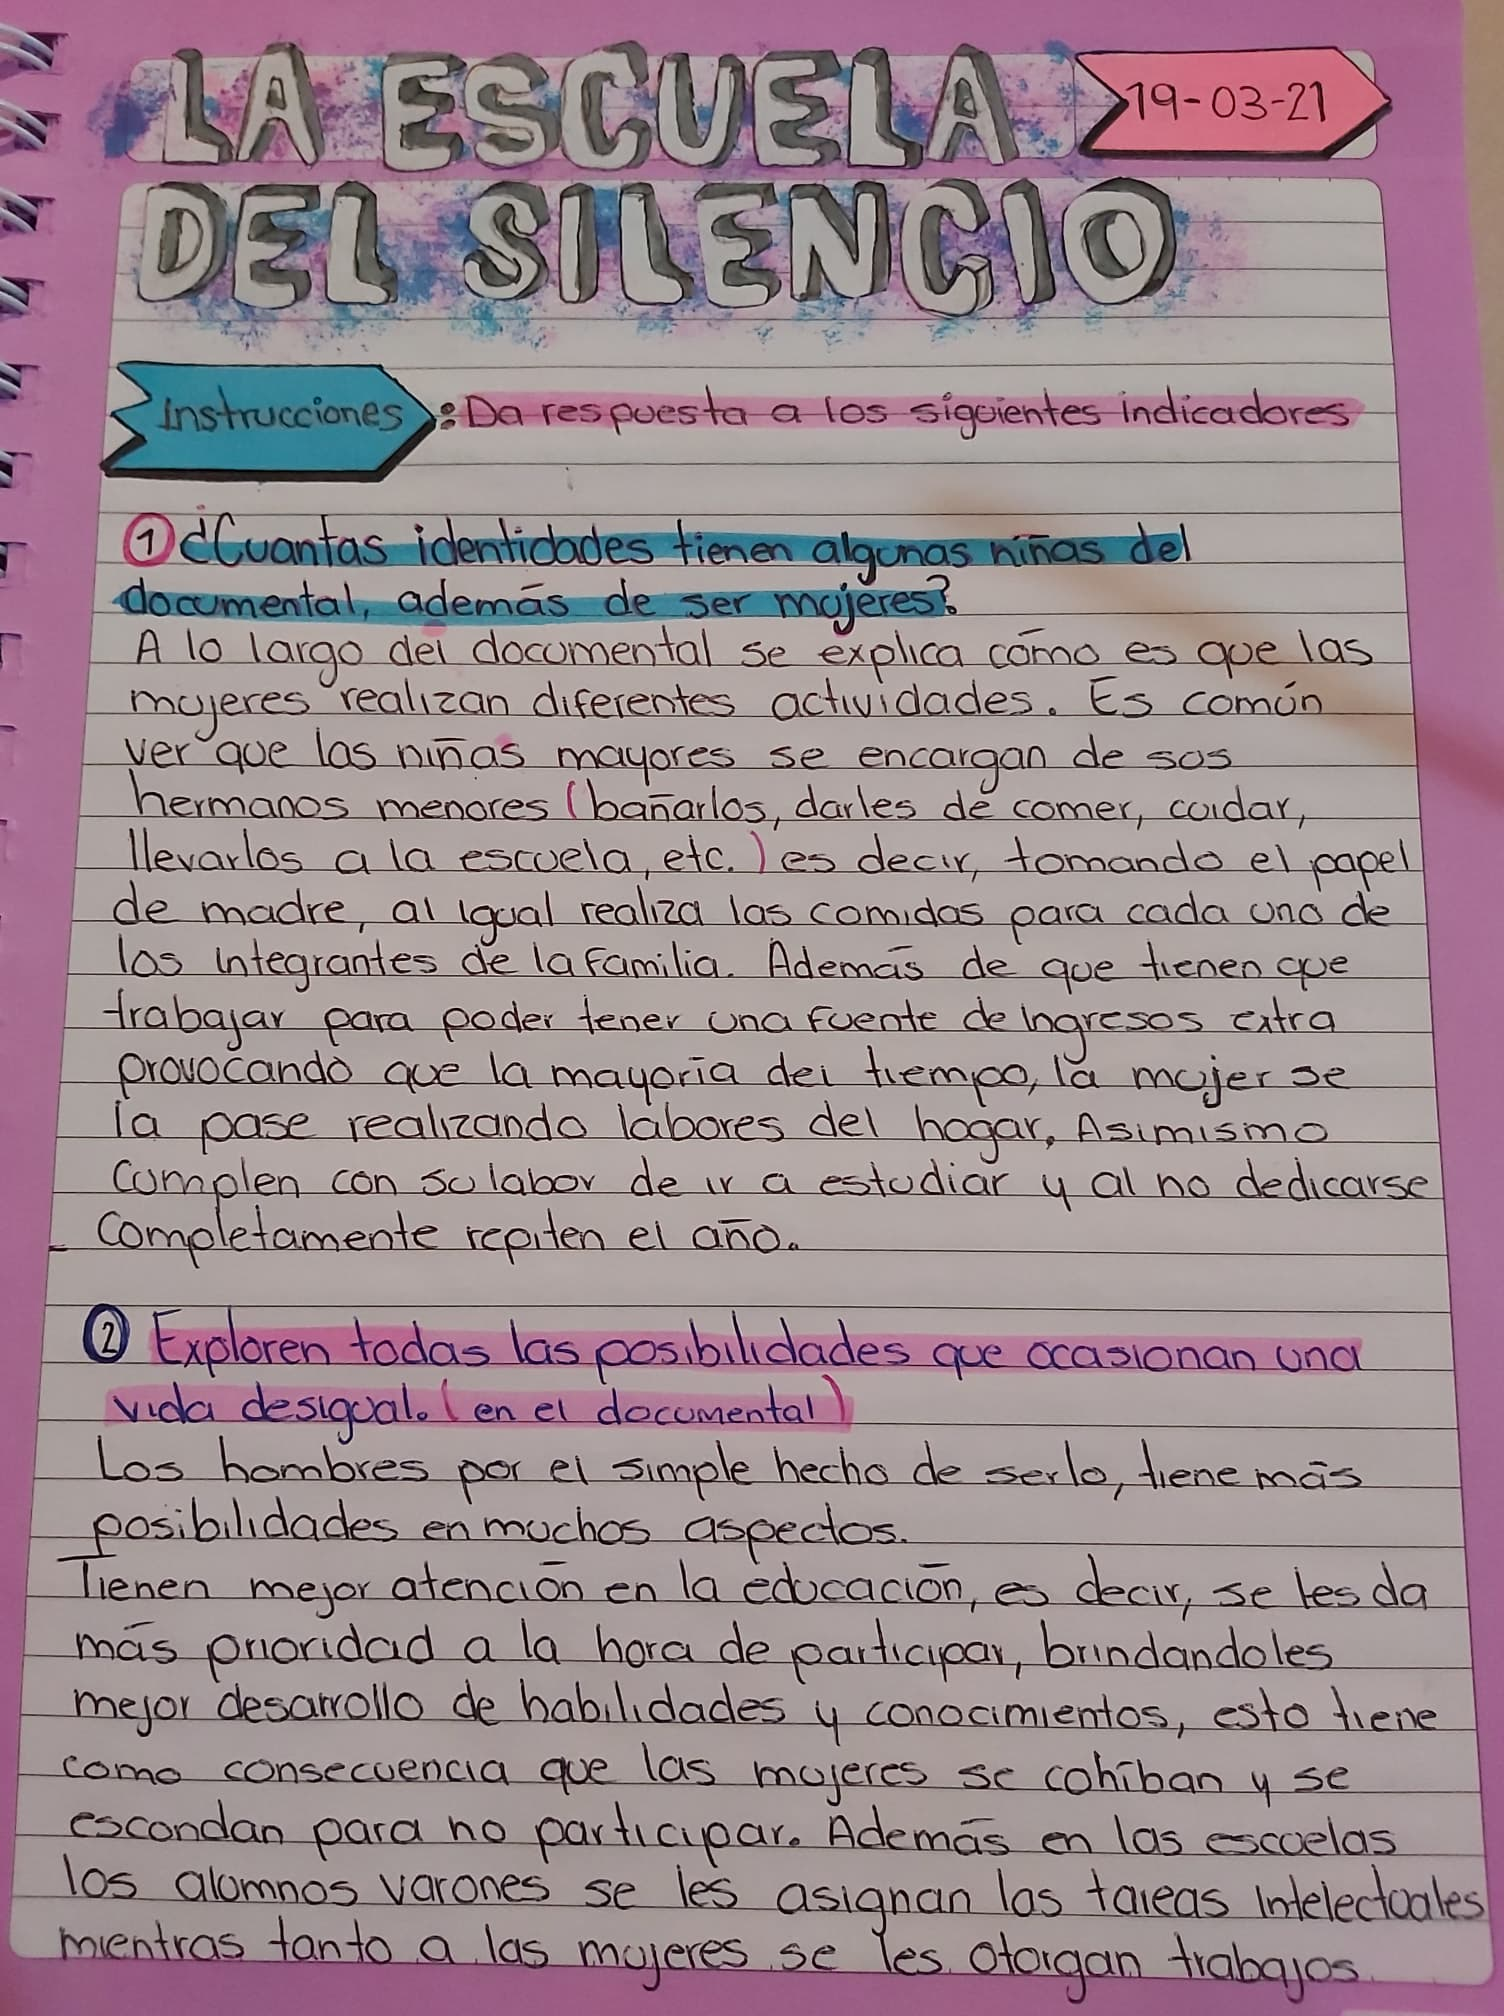 LA ESCUELA
19-03-21
DEL SILENCIO
Instrucciones : Da respuesta a los siguientes indicadores
1 ¿Cuantas identidades tienen algunas niñas del
documental, además de ser mujeres?
A lo largo del documental se explica cómo es que las
mujeres realizan diferentes actividades. Es común
ver que las niñas mayores se encargan de sus
hermanos menores (bañarlos, darles de comer, cuidar,
llevarlos a la escuela, etc.) es decir, tomando el papel
de madre, al igual realiza las comidas para cada uno de
los integrantes de la familia. Además de que tienen que
trabajar para poder tener una fuente de ingresos extra
provocando que la mayoría del tiempo, la mujer se
la pase realizando labores del hogar. Asimismo
cumplen con su labor de ir a estudiar y al no dedicarse
completamente repiten el año.
2 Exploren todas las posibilidades que ocasionan una
vida desigual. (en el documental)
Los hombres por el simple hecho de serlo, tiene más
posibilidades en muchos aspectos.
Tienen mejor atención en la educación, es decir, se les da
más prioridad a la hora de participar, brindandoles
mejor desarrollo de habilidades y conocimientos, esto tiene
como consecuencia que las mujeres se cohiban y se
escondan para no participar. Además en las escuelas
los alumnos varones se les asignan las tareas intelectuales
mientras tanto a las mujeres se les otorgan trabajos